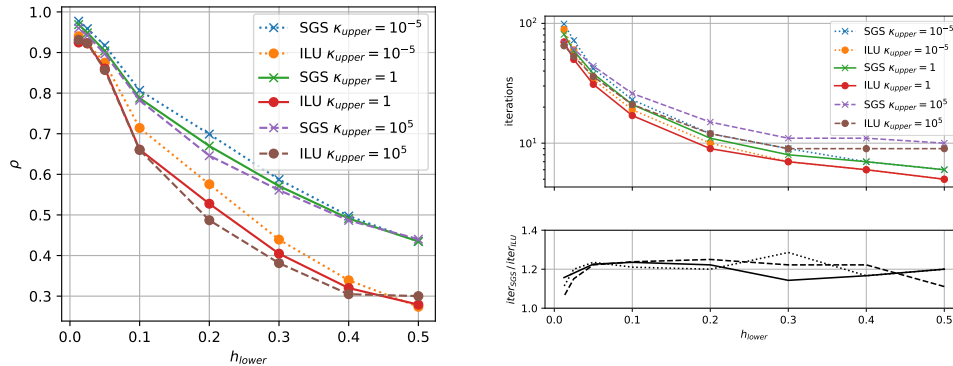 1.0
0.9
0.8
0.7
0.6
0.5
0.4
0.3
ρ
0.0 0.1 0.2 0.3 0.4 0.5
h_lower
SGS κ_upper = 10^−5
ILU κ_upper = 10^−5
SGS κ_upper = 1
ILU κ_upper = 1
SGS κ_upper = 10^5
ILU κ_upper = 10^5
10^2
10^1
iterations
SGS κ_upper = 10^−5
ILU κ_upper = 10^−5
SGS κ_upper = 1
ILU κ_upper = 1
SGS κ_upper = 10^5
ILU κ_upper = 10^5
1.4
1.2
1.0
iter_SGS / iter_ILU
0.0 0.1 0.2 0.3 0.4 0.5
h_lower